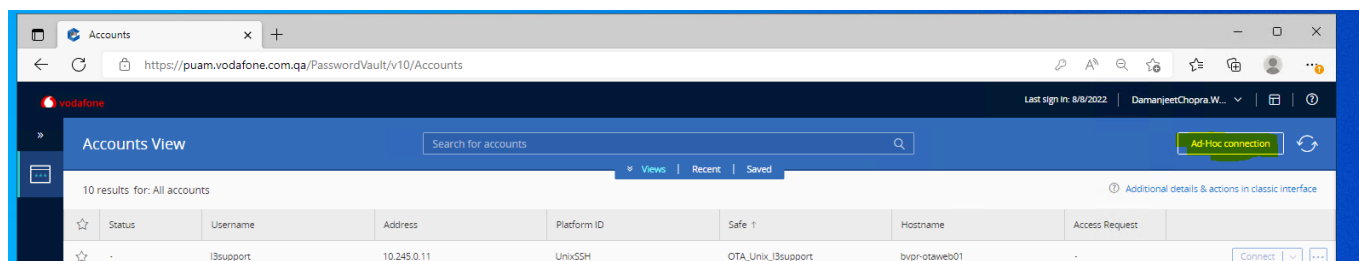 Accounts
https://puam.vodafone.com.qa/PasswordVault/v10/Accounts
vodafone
Last sign in: 8/8/2022 | DamanjeetChopra.W...
Accounts View
Search for accounts
Ad-Hoc connection
Views | Recent | Saved
10 results for: All accounts
Additional details & actions in classic interface
Status Username Address Platform ID Safe ↑ Hostname Access Request
- l3support 10.245.0.11 UnixSSH OTA_Unix_l3support bvpr-otaweb01 - Connect